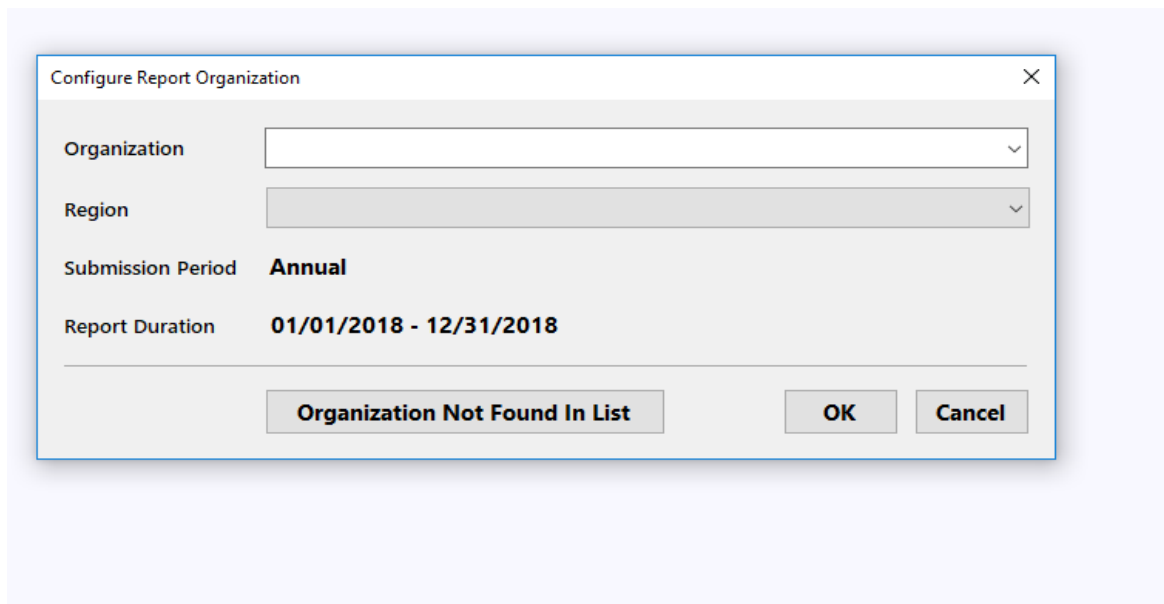 Configure Report Organization
Organization
Region
Submission Period Annual
Report Duration 01/01/2018 - 12/31/2018
Organization Not Found In List OK Cancel